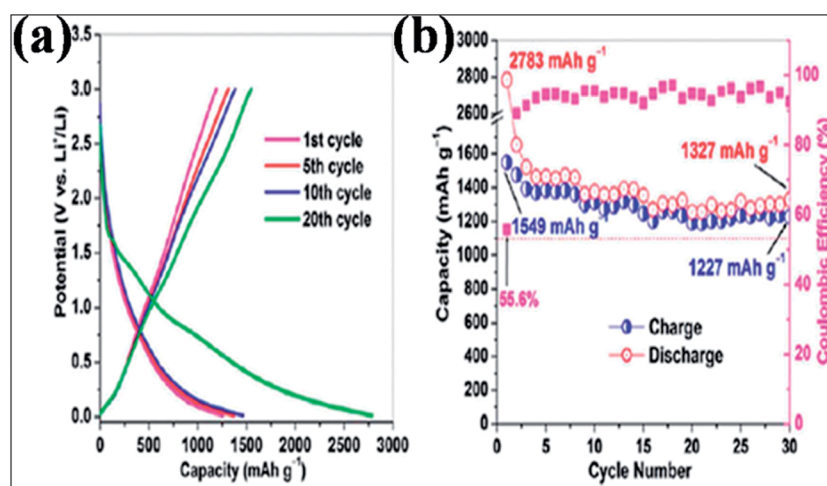 (a)
3.5
3.0
2.5
2.0
1.5
1.0
0.5
0.0
Potential (V vs. Li⁺/Li)
1st cycle
5th cycle
10th cycle
20th cycle
0 500 1000 1500 2000 2500 3000
Capacity (mAh g⁻¹)
(b)
3000
2800
2600
1600
1400
1200
1000
800
600
400
200
0
Capacity (mAh g⁻¹)
2783 mAh g⁻¹
1549 mAh g⁻¹
1327 mAh g⁻¹
1227 mAh g⁻¹
55.6%
Charge
Discharge
0 5 10 15 20 25 30
Cycle Number
100
80
60
40
20
0
Coulombic Efficiency (%)